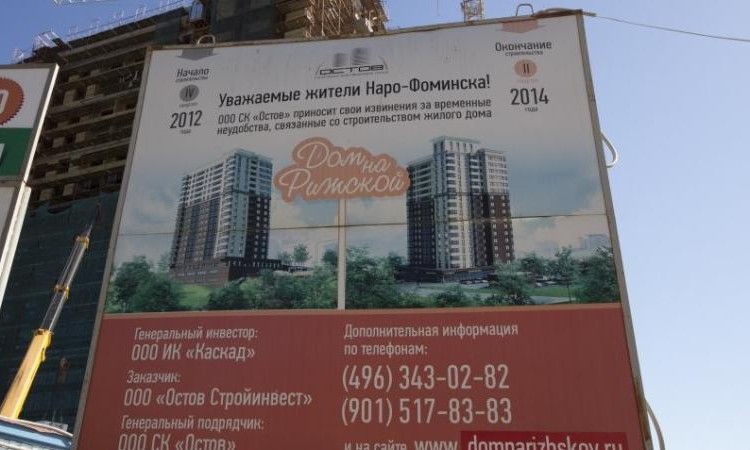 ОСТОВ
Начало
строительства
IV
квартал
2012
года
Окончание
строительства
II
квартал
2014
года
Уважаемые жители Наро-Фоминска!
ООО СК «Остов» приносит свои извинения за временные
неудобства, связанные со строительством жилого дома
Дом на
Рижской
Генеральный инвестор:
ООО ИК «Каскад»
Заказчик:
ООО «Остов Стройинвест»
Генеральный подрядчик:
ООО СК «Остов»
Дополнительная информация
по телефонам:
(496) 343-02-82
(901) 517-83-83
и на сайте www.domnarizhskoy.ru